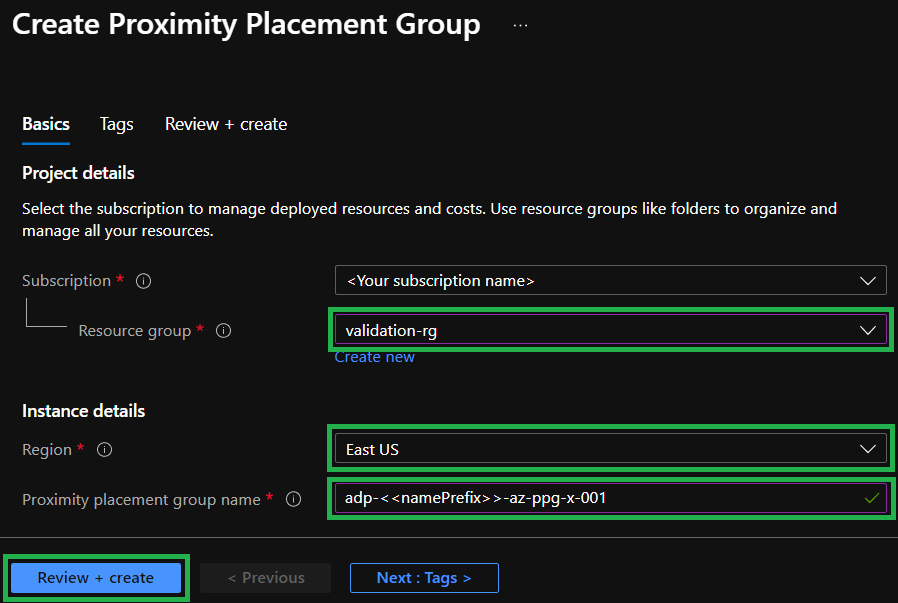 Create Proximity Placement Group ...
Basics Tags Review + create
Project details
Select the subscription to manage deployed resources and costs. Use resource groups like folders to organize and
manage all your resources.
Subscription * <Your subscription name>
Resource group * validation-rg
Create new
Instance details
Region * East US
Proximity placement group name * adp-<<namePrefix>>-az-ppg-x-001
Review + create < Previous Next : Tags >